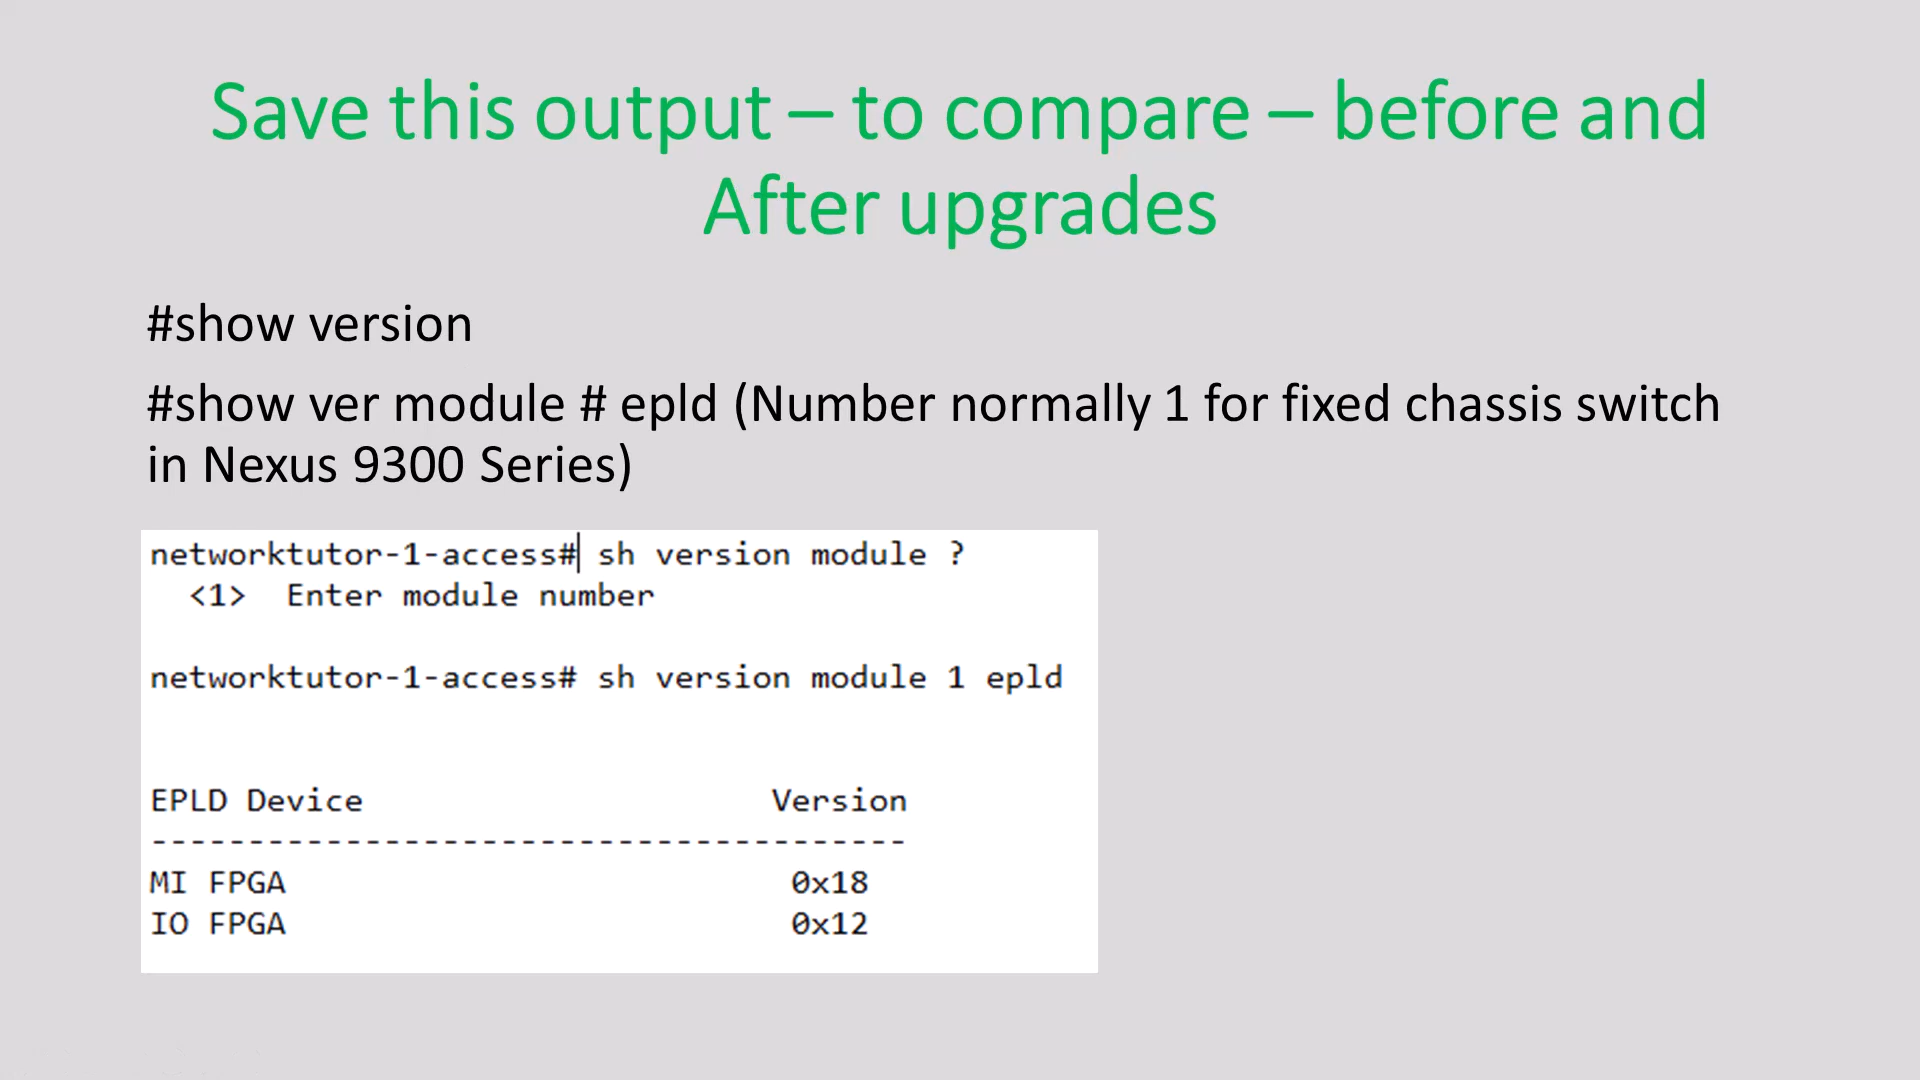 Save this output – to compare – before and
After upgrades
#show version
#show ver module # epld (Number normally 1 for fixed chassis switch
in Nexus 9300 Series)
networktutor-1-access# sh version module ?
<1> Enter module number
networktutor-1-access# sh version module 1 epld
EPLD Device Version
---------------------------------------
MI FPGA 0x18
IO FPGA 0x12